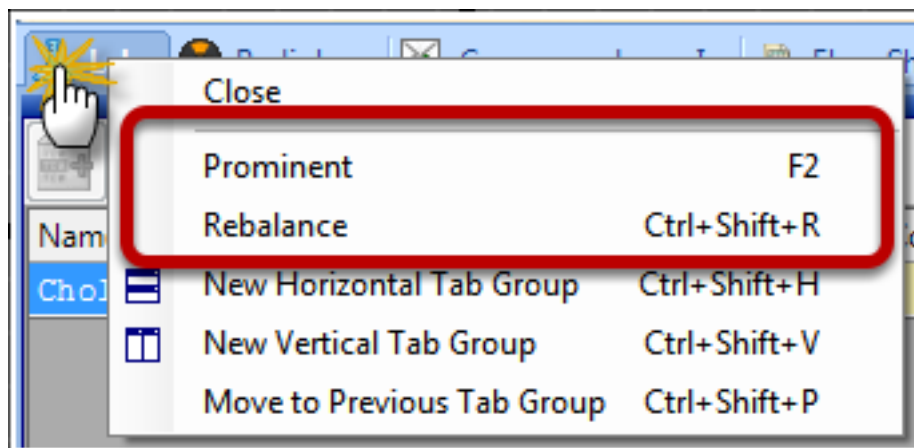 Close
Prominent F2
Rebalance Ctrl+Shift+R
Nam
Chol
New Horizontal Tab Group Ctrl+Shift+H
New Vertical Tab Group Ctrl+Shift+V
Move to Previous Tab Group Ctrl+Shift+P